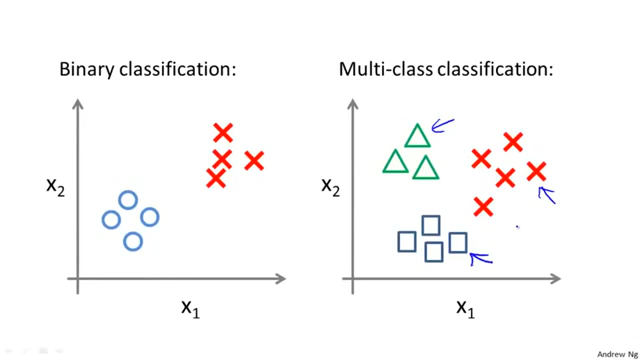 Binary classification:
x₂
x₁
Multi-class classification:
x₂
x₁
Andrew Ng